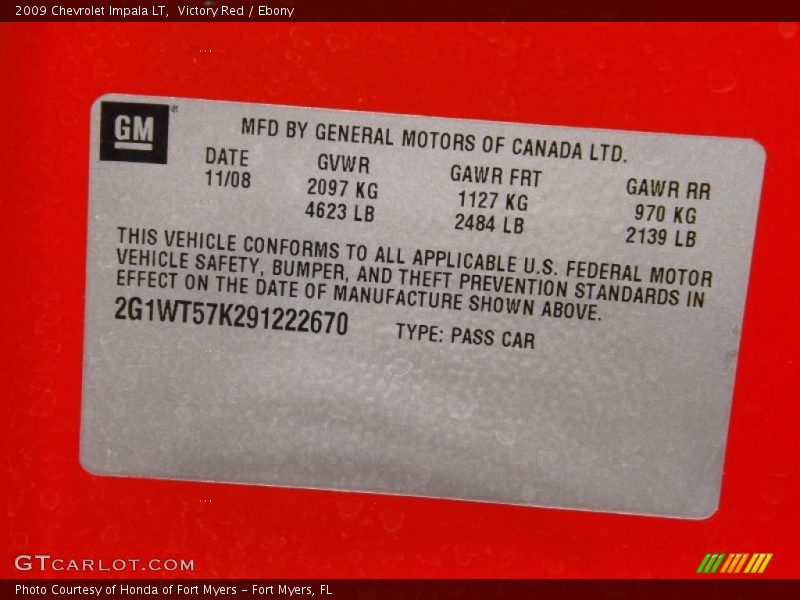 2009 Chevrolet Impala LT, Victory Red / Ebony
GM
MFD BY GENERAL MOTORS OF CANADA LTD.
DATE GVWR GAWR FRT GAWR RR
11/08 2097 KG 1127 KG 970 KG
4623 LB 2484 LB 2139 LB
THIS VEHICLE CONFORMS TO ALL APPLICABLE U.S. FEDERAL MOTOR
VEHICLE SAFETY, BUMPER, AND THEFT PREVENTION STANDARDS IN
EFFECT ON THE DATE OF MANUFACTURE SHOWN ABOVE.
2G1WT57K291222670 TYPE: PASS CAR
GTCARLOT.COM
Photo Courtesy of Honda of Fort Myers - Fort Myers, FL